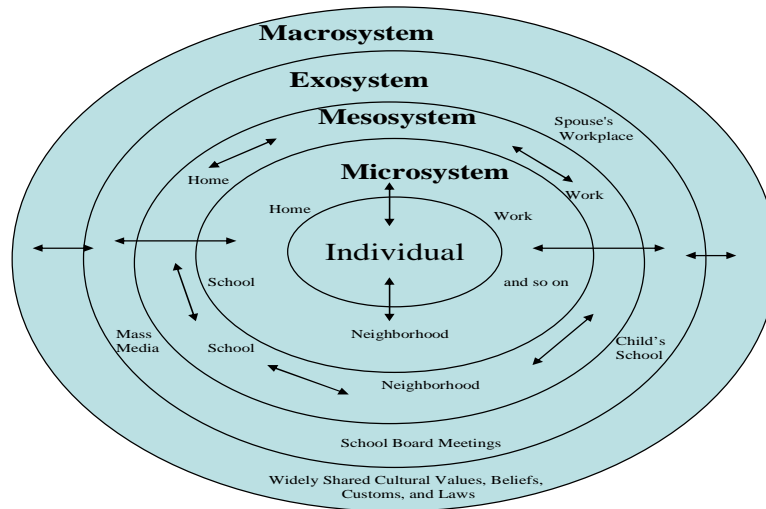 Macrosystem
Exosystem
Mesosystem
Spouse's
Workplace
Microsystem
Home
Work
Home
Work
Individual
School
and so on
Mass
Media
School
Neighborhood
Child's
School
Neighborhood
School Board Meetings
Widely Shared Cultural Values, Beliefs,
Customs, and Laws